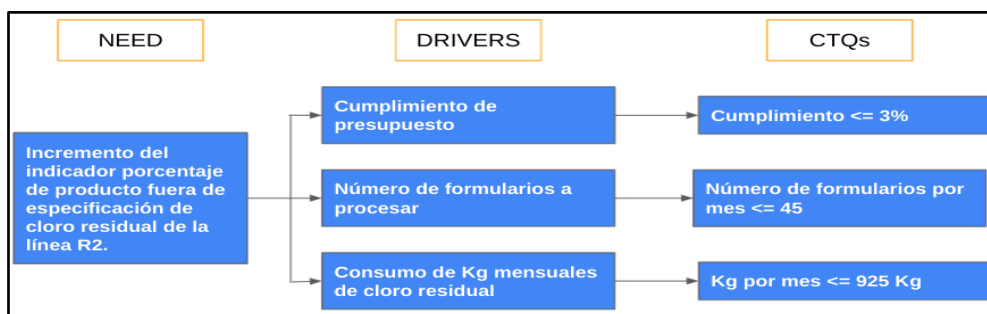 NEED
DRIVERS
CTQs
Incremento del
indicador porcentaje
de producto fuera de
especificación de
cloro residual de la
línea R2.
Cumplimiento de
presupuesto
Cumplimiento <= 3%
Número de formularios a
procesar
Número de formularios por
mes <= 45
Consumo de Kg mensuales
de cloro residual
Kg por mes <= 925 Kg